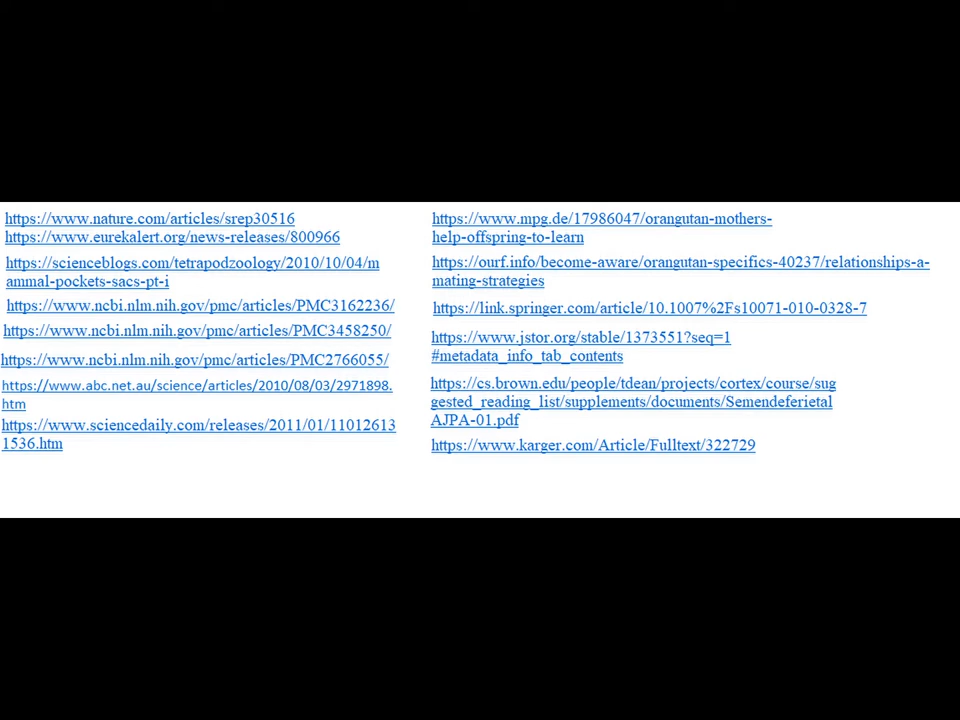 https://www.nature.com/articles/srep30516
https://www.eurekalert.org/news-releases/800966
https://scienceblogs.com/tetrapodzoology/2010/10/04/m
ammal-pockets-sacs-pt-i
https://www.ncbi.nlm.nih.gov/pmc/articles/PMC3162236/
https://www.ncbi.nlm.nih.gov/pmc/articles/PMC3458250/
https://www.ncbi.nlm.nih.gov/pmc/articles/PMC2766055/
https://www.abc.net.au/science/articles/2010/08/03/2971898.
htm
https://www.sciencedaily.com/releases/2011/01/11012613
1536.htm
https://www.mpg.de/17986047/orangutan-mothers-
help-offspring-to-learn
https://ourf.info/become-aware/orangutan-specifics-40237/relationships-a-
mating-strategies
https://link.springer.com/article/10.1007%2Fs10071-010-0328-7
https://www.jstor.org/stable/1373551?seq=1
#metadata_info_tab_contents
https://cs.brown.edu/people/tdean/projects/cortex/course/sug
gested_reading_list/supplements/documents/Semendeferietal
AJPA-01.pdf
https://www.karger.com/Article/Fulltext/322729